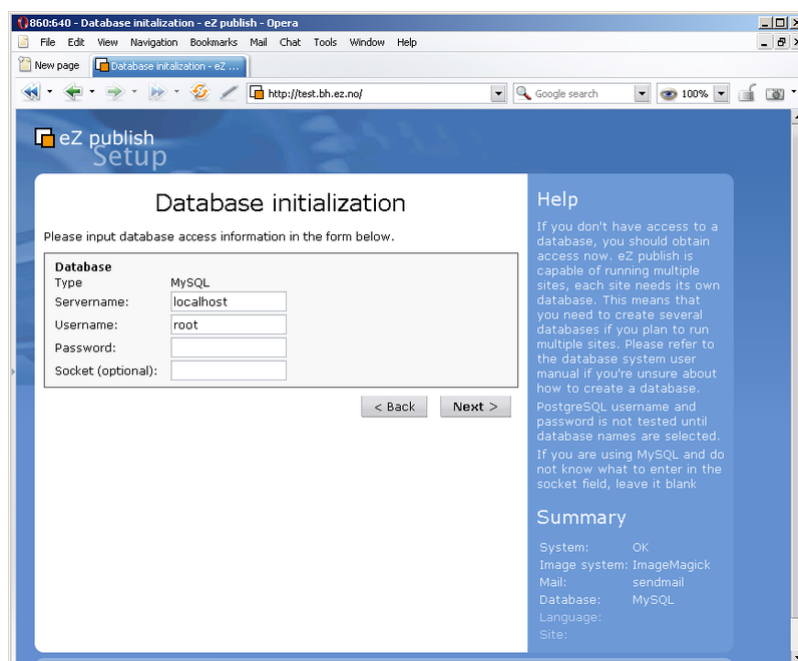 860:640 - Database initalization - eZ publish - Opera
File Edit View Navigation Bookmarks Mail Chat Tools Window Help
New page Database initalization - eZ ...
http://test.bh.ez.no/ Google search 100%
eZ publish
Setup
Database initialization
Please input database access information in the form below.
Database
Type MySQL
Servername: localhost
Username: root
Password:
Socket (optional):
< Back Next >
Help
If you don't have access to a
database, you should obtain
access now. eZ publish is
capable of running multiple
sites, each site needs its own
database. This means that
you need to create several
databases if you plan to run
multiple sites. Please refer to
the database system user
manual if you're unsure about
how to create a database.
PostgreSQL username and
password is not tested until
database names are selected.
If you are using MySQL and do
not know what to enter in the
socket field, leave it blank
Summary
System: OK
Image system: ImageMagick
Mail: sendmail
Database: MySQL
Language:
Site: